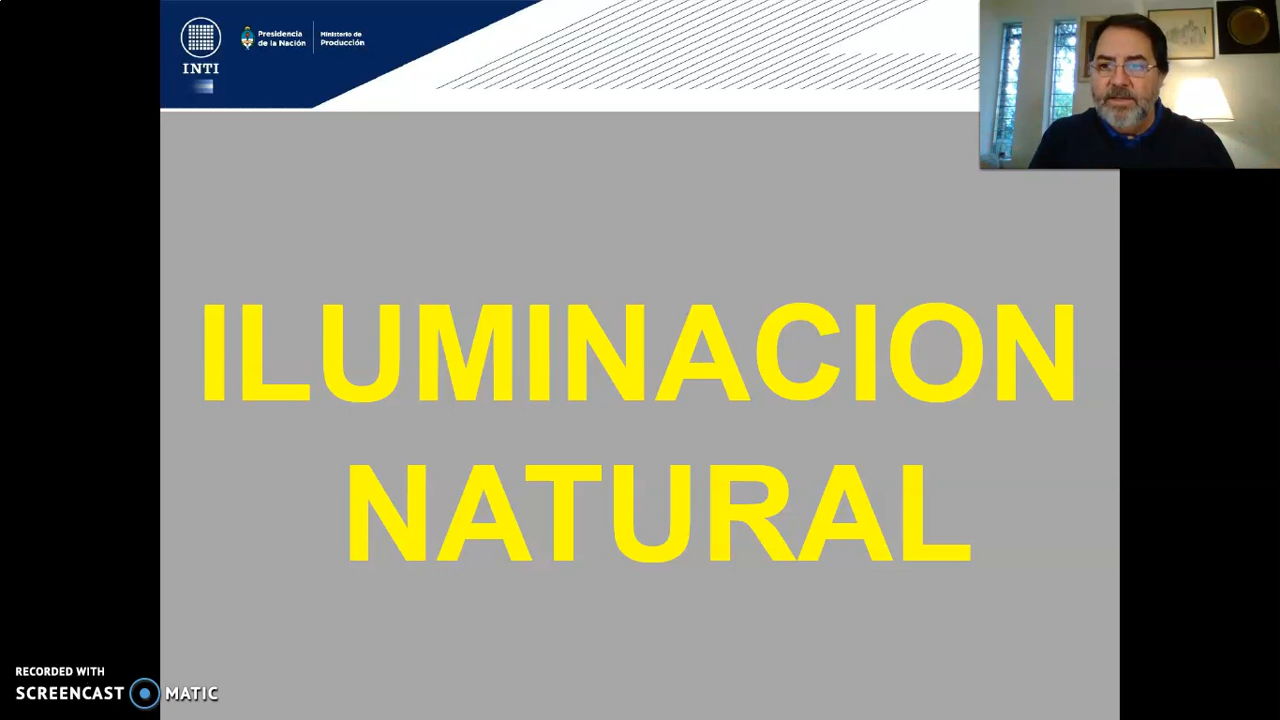 INTI
Presidencia
de la Nación
Ministerio de
Producción
ILUMINACION
NATURAL
RECORDED WITH
SCREENCAST MATIC